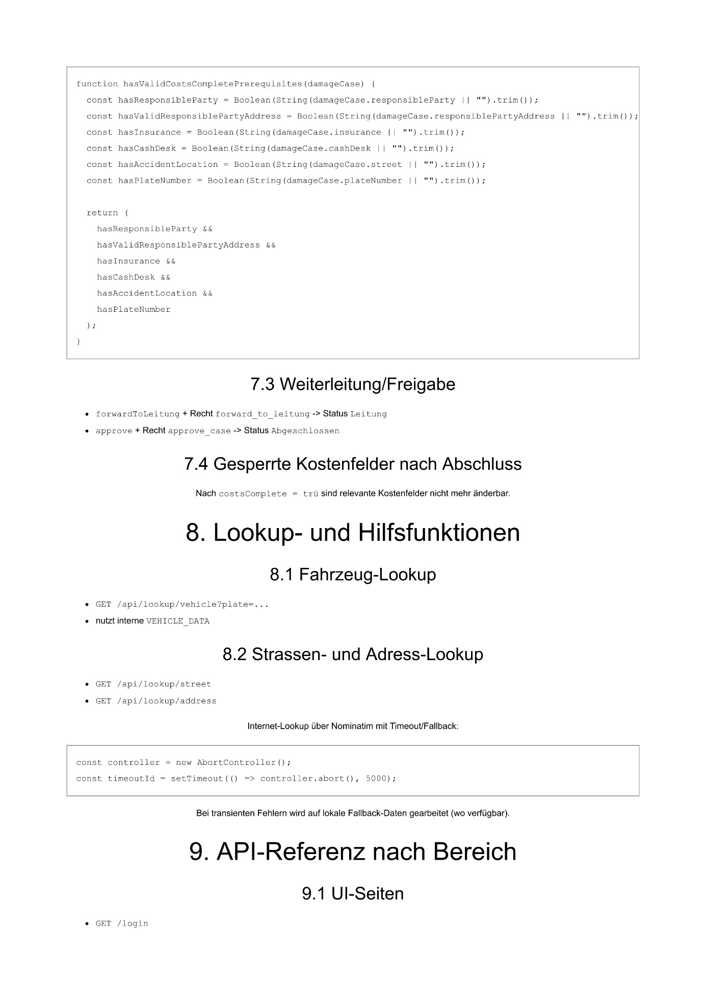 function hasValidCostsCompletePrerequisites(damageCase) {
  const hasResponsibleParty = Boolean(String(damageCase.responsibleParty || "").trim());
  const hasValidResponsiblePartyAddress = Boolean(String(damageCase.responsiblePartyAddress || "").trim());
  const hasInsurance = Boolean(String(damageCase.insurance || "").trim());
  const hasCashDesk = Boolean(String(damageCase.cashDesk || "").trim());
  const hasAccidentLocation = Boolean(String(damageCase.street || "").trim());
  const hasPlateNumber = Boolean(String(damageCase.plateNumber || "").trim());

  return (
    hasResponsibleParty &&
    hasValidResponsiblePartyAddress &&
    hasInsurance &&
    hasCashDesk &&
    hasAccidentLocation &&
    hasPlateNumber
  );
}
7.3 Weiterleitung/Freigabe
• forwardToLeitung + Recht forward_to_leitung -> Status Leitung
• approve + Recht approve_case -> Status Abgeschlossen
7.4 Gesperrte Kostenfelder nach Abschluss
Nach costsComplete = trü sind relevante Kostenfelder nicht mehr änderbar.
8. Lookup- und Hilfsfunktionen
8.1 Fahrzeug-Lookup
• GET /api/lookup/vehicle?plate=...
• nutzt interne VEHICLE_DATA
8.2 Strassen- und Adress-Lookup
• GET /api/lookup/street
• GET /api/lookup/address
Internet-Lookup über Nominatim mit Timeout/Fallback:
const controller = new AbortController();
const timeoutId = setTimeout(() => controller.abort(), 5000);
Bei transienten Fehlern wird auf lokale Fallback-Daten gearbeitet (wo verfügbar).
9. API-Referenz nach Bereich
9.1 UI-Seiten
• GET /login